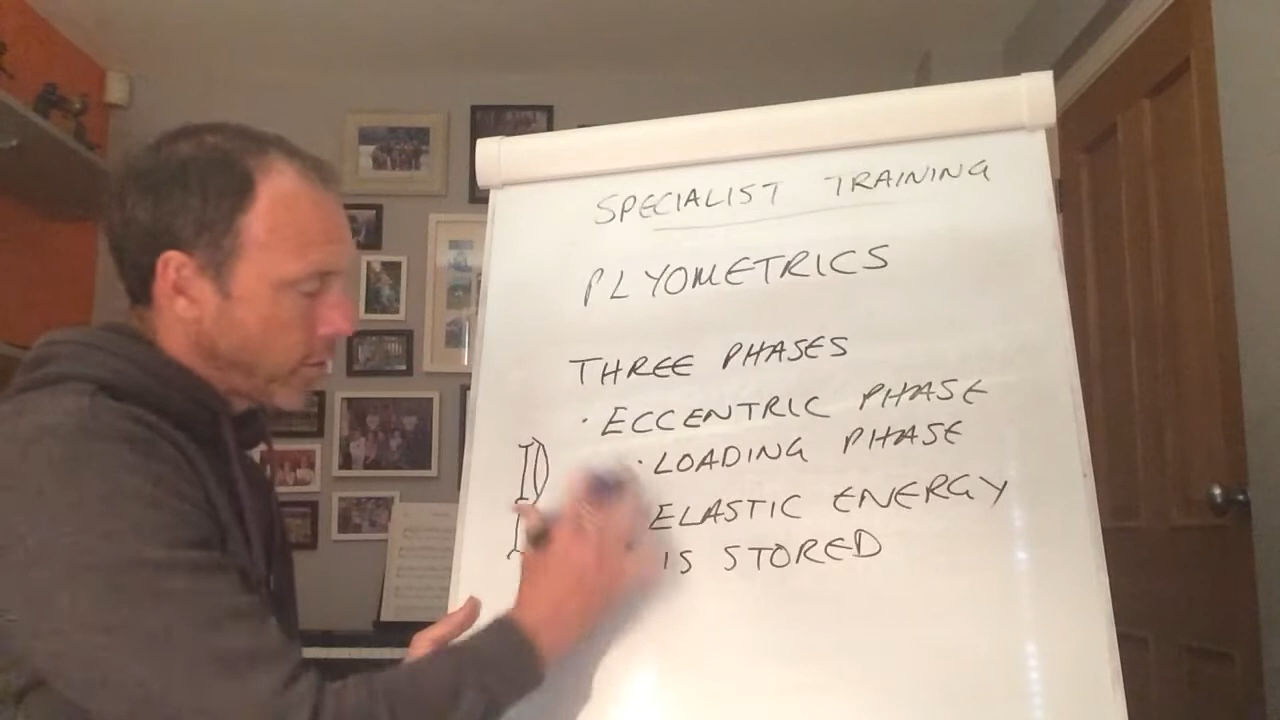 SPECIALIST TRAINING
PLYOMETRICS
THREE PHASES
· ECCENTRIC PHASE
· LOADING PHASE
ELASTIC ENERGY
IS STORED